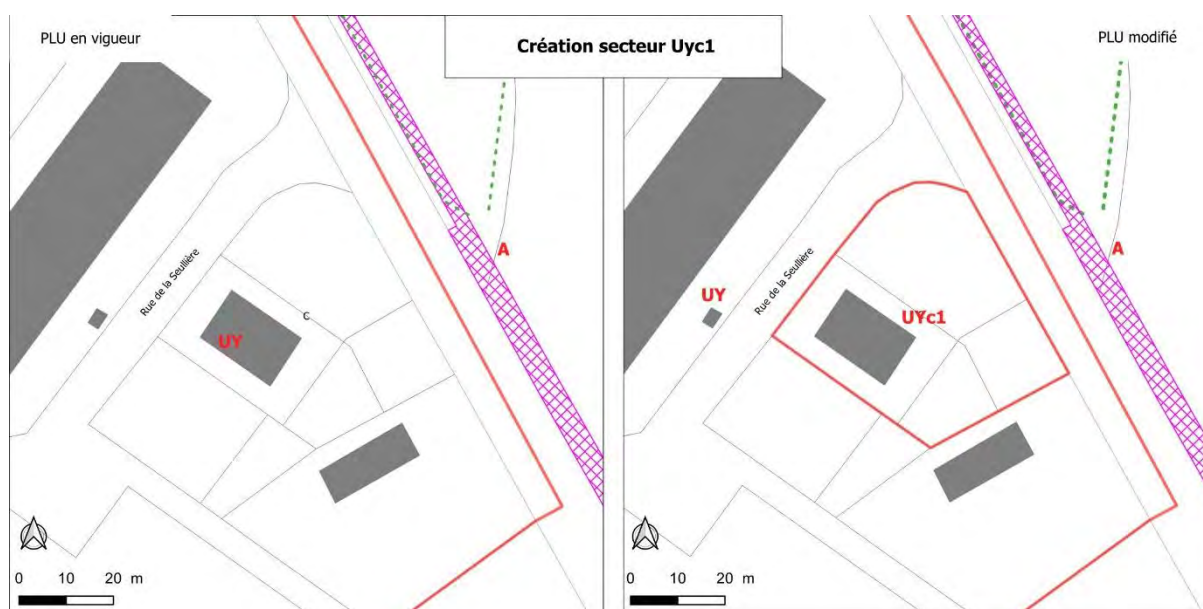 PLU en vigueur
Création secteur Uyc1
PLU modifié
A
Rue de la Seullière
c
UY
0 10 20 m
A
Rue de la Seullière
UY
UYc1
0 10 20 m